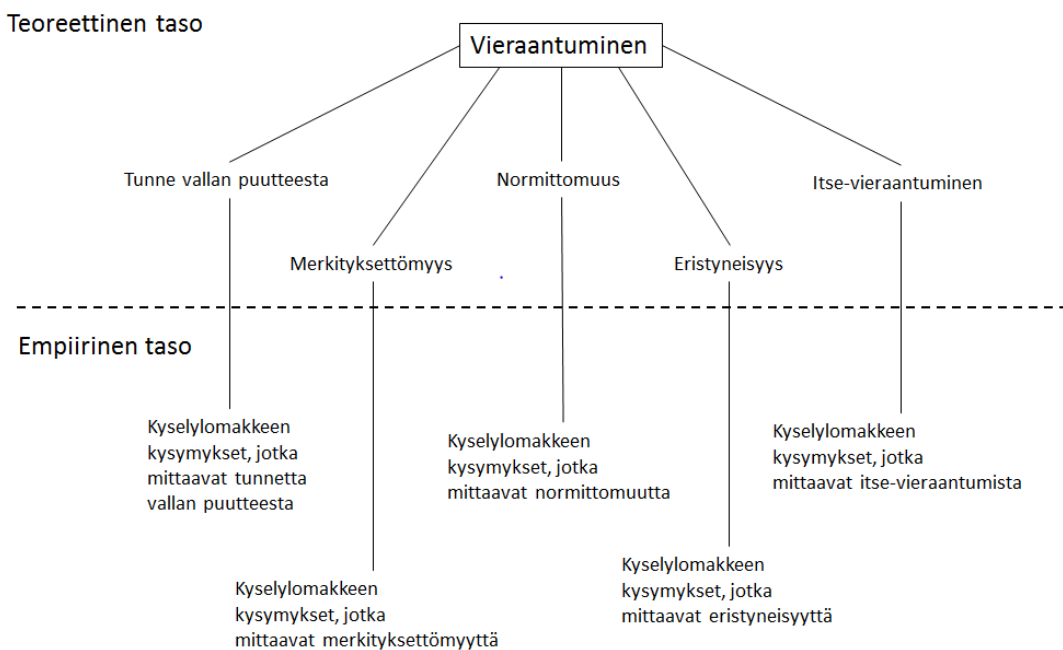 Teoreettinen taso
Vieraantuminen
Tunne vallan puutteesta
Normittomuus
Itse-vieraantuminen
Merkityksettömyys
Eristyneisyys
Empiirinen taso
Kyselylomakkeen
kysymykset, jotka
mittaavat tunnetta
vallan puutteesta
Kyselylomakkeen
kysymykset, jotka
mittaavat normittomuutta
Kyselylomakkeen
kysymykset, jotka
mittaavat itse-vieraantumista
Kyselylomakkeen
kysymykset, jotka
mittaavat merkityksettömyyttä
Kyselylomakkeen
kysymykset, jotka
mittaavat eristyneisyyttä